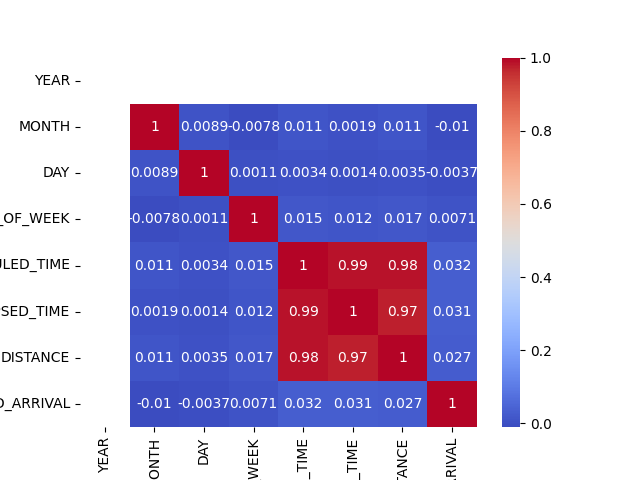 YEAR
MONTH 1 0.0089 -0.0078 0.011 0.0019 0.011 -0.01
DAY 0.0089 1 0.0011 0.0034 0.0014 0.0035 -0.0037
_OF_WEEK -0.0078 0.0011 1 0.015 0.012 0.017 0.0071
ULED_TIME 0.011 0.0034 0.015 1 0.99 0.98 0.032
PSED_TIME 0.0019 0.0014 0.012 0.99 1 0.97 0.031
DISTANCE 0.011 0.0035 0.017 0.98 0.97 1 0.027
D_ARRIVAL -0.01 -0.0037 0.0071 0.032 0.031 0.027 1
YEAR ONTH DAY WEEK _TIME _TIME TANCE RIVAL
1.0
0.8
0.6
0.4
0.2
0.0